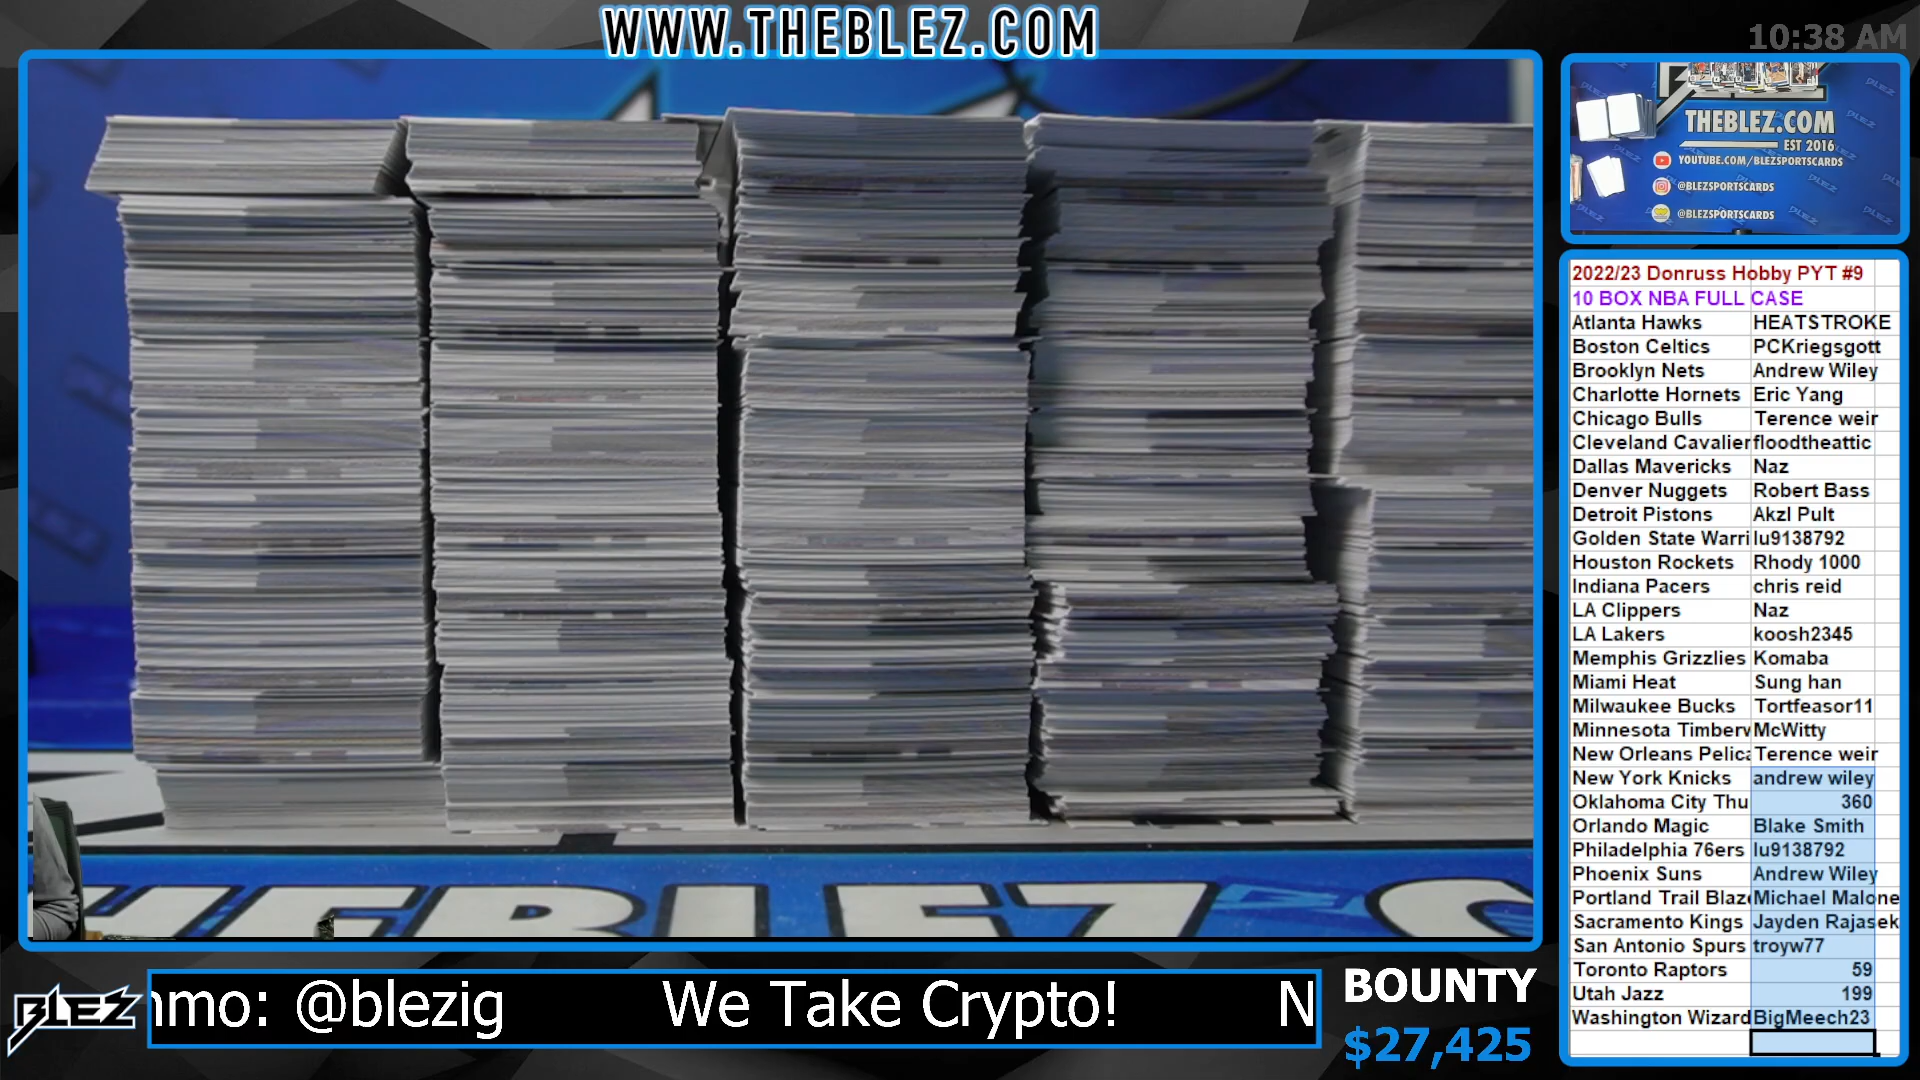 WWW.THEBLEZ.COM
10:38 AM
THEBLEZ.COM
EST 2016
YOUTUBE.COM/BLEZSPORTSCARDS
@BLEZSPORTSCARDS
@BLEZSPORTSCARDS
2022/23 Donruss Hobby PYT #9
10 BOX NBA FULL CASE
Atlanta Hawks HEATSTROKE
Boston Celtics PCKriegsgott
Brooklyn Nets Andrew Wiley
Charlotte Hornets Eric Yang
Chicago Bulls Terence weir
Cleveland Cavalier floodtheattic
Dallas Mavericks Naz
Denver Nuggets Robert Bass
Detroit Pistons Akzl Pult
Golden State Warri lu9138792
Houston Rockets Rhody 1000
Indiana Pacers chris reid
LA Clippers Naz
LA Lakers koosh2345
Memphis Grizzlies Komaba
Miami Heat Sung han
Milwaukee Bucks Tortfeasor11
Minnesota Timberv McWitty
New Orleans Pelica Terence weir
New York Knicks andrew wiley
Oklahoma City Thu 360
Orlando Magic Blake Smith
Philadelphia 76ers lu9138792
Phoenix Suns Andrew Wiley
Portland Trail Blaze Michael Malone
Sacramento Kings Jayden Rajasek
San Antonio Spurs troyw77
Toronto Raptors 59
Utah Jazz 199
Washington Wizard BigMeech23
BLEZ
nmo: @blezig We Take Crypto! N
BOUNTY
$27,425